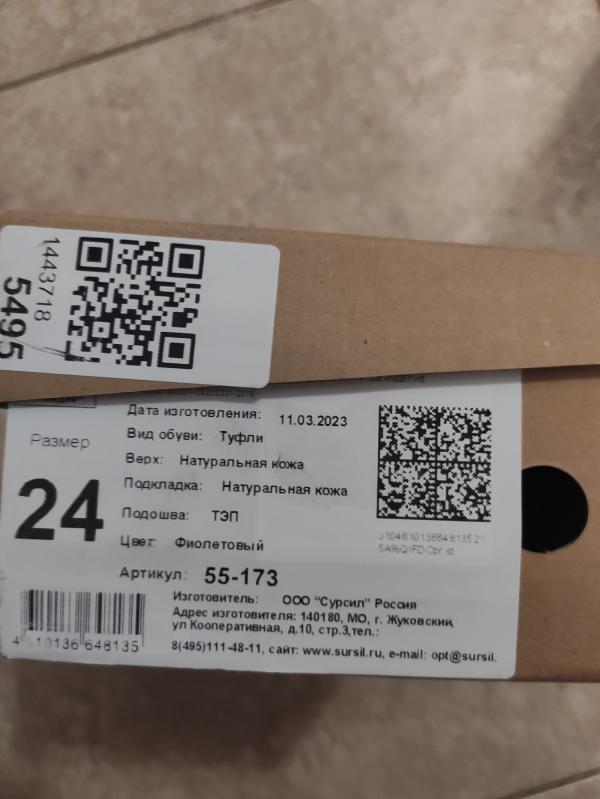 1443718
5495
Дата изготовления: 11.03.2023
Размер
Вид обуви: Туфли
Верх: Натуральная кожа
24
Подкладка: Натуральная кожа
Подошва: ТЭП
Цвет: Фиолетовый
Артикул: 55-173
Изготовитель: ООО "Сурсил" Россия
Адрес изготовителя: 140180, МО, г. Жуковский,
ул Кооперативная, д.10, стр.3,тел.:
8(495)111-48-11, сайт: www.sursil.ru, e-mail: opt@sursil.
648135